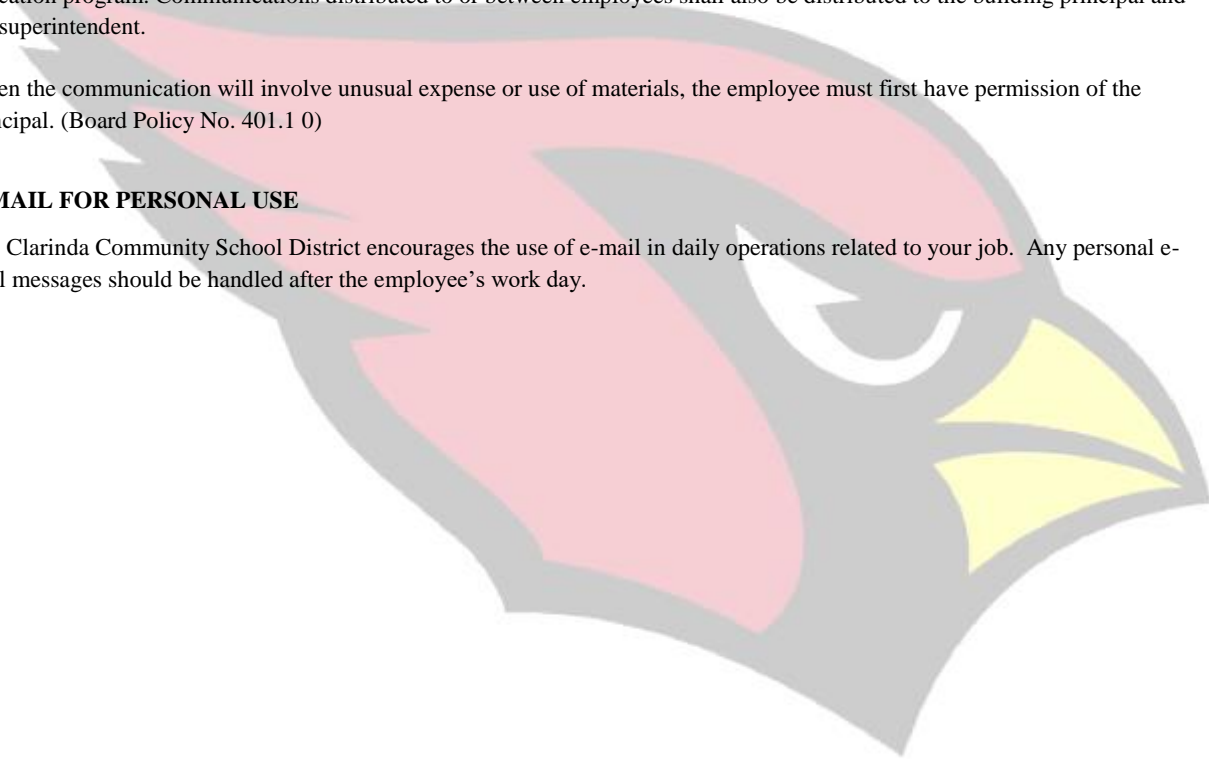 ation program. Communications distributed to or between employees shall also be distributed to the building principal and
superintendent.
en the communication will involve unusual expense or use of materials, the employee must first have permission of the
cipal. (Board Policy No. 401.1 0)
MAIL FOR PERSONAL USE
Clarinda Community School District encourages the use of e-mail in daily operations related to your job. Any personal e-
l messages should be handled after the employee’s work day.